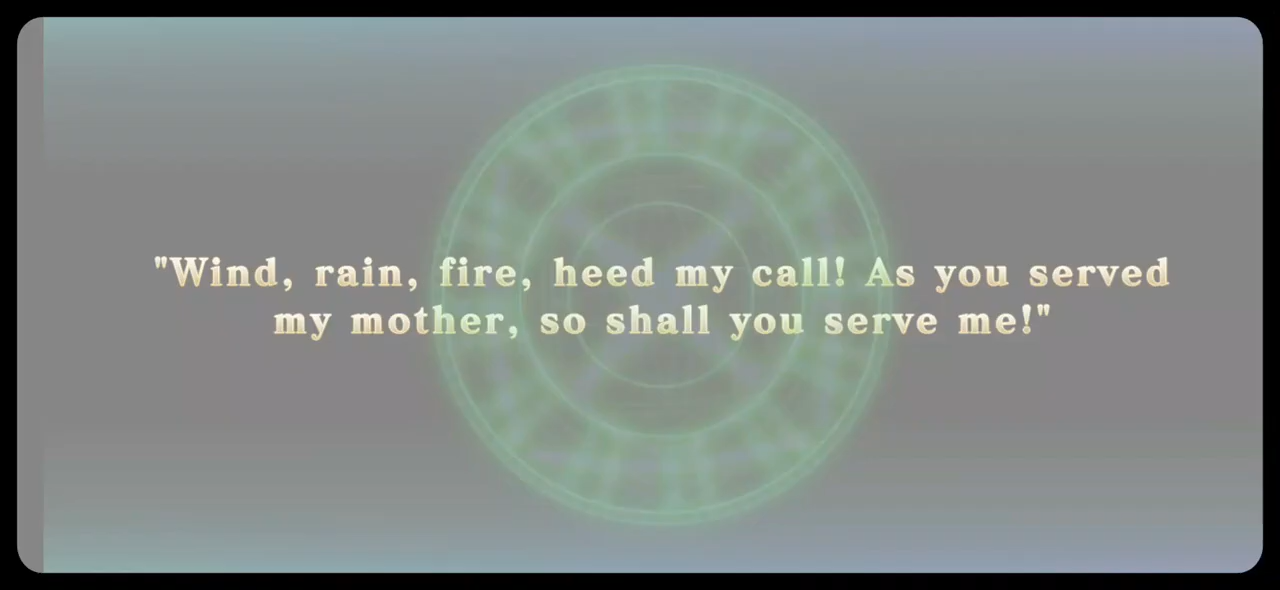 "Wind, rain, fire, heed my call! As you served
my mother, so shall you serve me!"